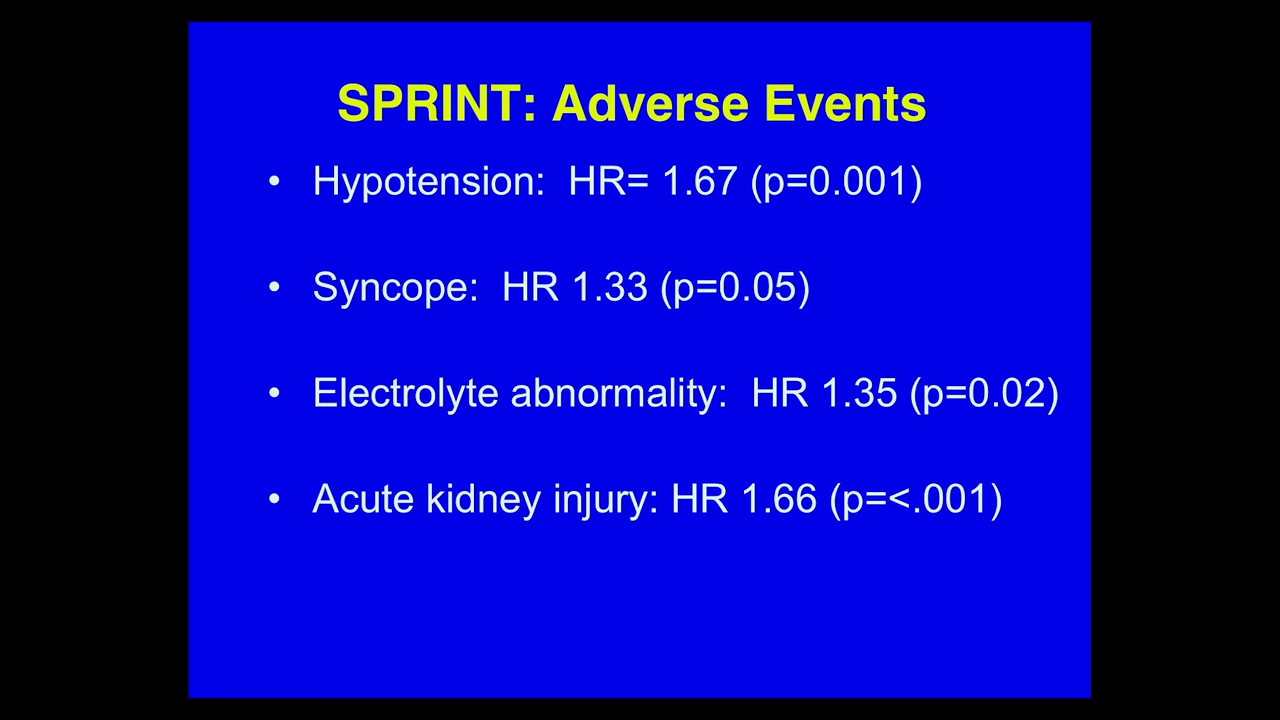 SPRINT: Adverse Events
• Hypotension: HR= 1.67 (p=0.001)
• Syncope: HR 1.33 (p=0.05)
• Electrolyte abnormality: HR 1.35 (p=0.02)
• Acute kidney injury: HR 1.66 (p=<.001)